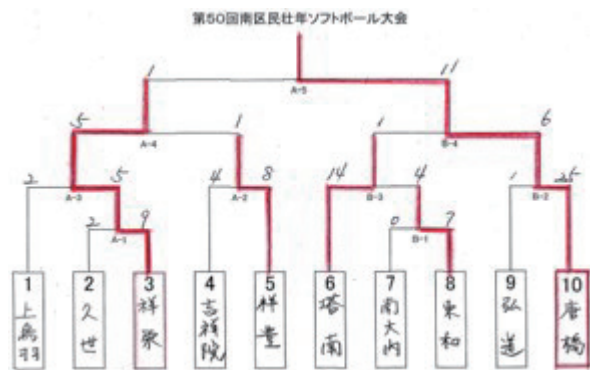 第50回南区民壮年ソフトボール大会
1 11
A-5
5 1 1 6
A-4 B-4
2 5 4 8 14 4 1 25
A-3 A-2 B-3 B-2
2 9 0 7
A-1 B-1
1 2 3 4 5 6 7 8 9 10
上鳥羽
久世
祥栄
吉祥院
祥豊
塔南
南大内
東和
弘道
唐橋